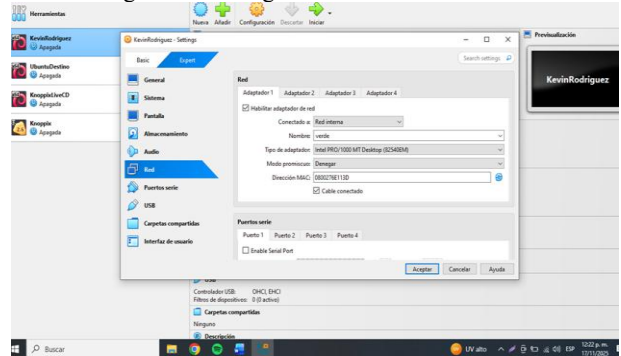 Herramientas
Nueva Añadir Configuración Descartar Iniciar
KevinRodriguez
Apagada
UbuntuDestino
Apagada
KnoppixLiveCD
Apagada
Knoppix
Apagada
KevinRodriguez - Settings
Basic Expert
Search settings
General
Sistema
Pantalla
Almacenamiento
Audio
Red
Puertos serie
USB
Carpetas compartidas
Interfaz de usuario
Red
Adaptador 1 Adaptador 2 Adaptador 3 Adaptador 4
Habilitar adaptador de red
Conectado a: Red interna
Nombre: verde
Tipo de adaptador: Intel PRO/1000 MT Desktop (82540EM)
Modo promiscuo: Denegar
Dirección MAC: 0800276E113D
Cable conectado
Puertos serie
Puerto 1 Puerto 2 Puerto 3 Puerto 4
Enable Serial Port
Aceptar Cancelar Ayuda
Previsualización
KevinRodriguez
USB
Controlador USB: OHCI, EHCI
Filtros de dispositivos: 0 (0 activo)
Carpetas compartidas
Ninguno
Descripción
Buscar
UV alto
ESP
12:22 p. m.
17/11/2025